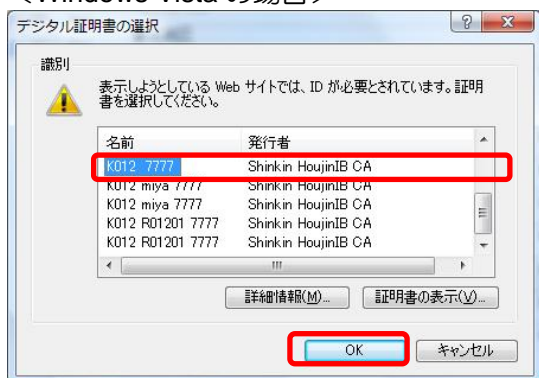 <Windows Vista の場合>
デジタル証明書の選択
識別
表示しようとしている Web サイトでは、ID が必要とされています。証明
書を選択してください。
名前 発行者
K012 7777 Shinkin HoujinIB CA
K012 miya 7777 Shinkin HoujinIB CA
K012 miya 7777 Shinkin HoujinIB CA
K012 R01201 7777 Shinkin HoujinIB CA
K012 R01201 7777 Shinkin HoujinIB CA
詳細情報(M)... 証明書の表示(V)...
OK キャンセル